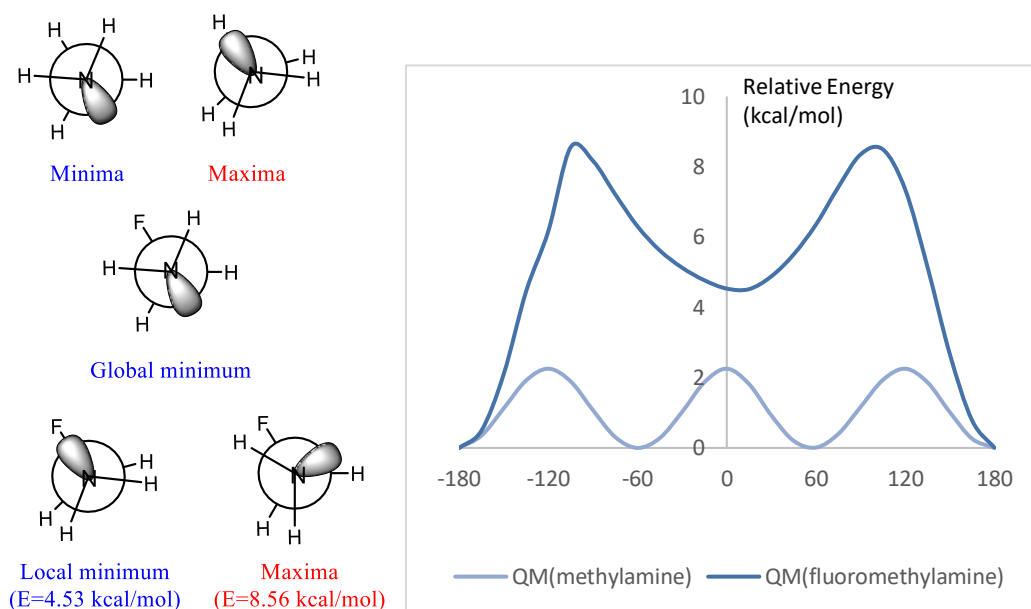 H
H
H
N
H
H
Minima
H
H
N
H
H
H
Maxima
F
H
H
N
H
H
Global minimum
F
H
N
H
H
H
Local minimum
(E=4.53 kcal/mol)
F
H
N
H
H
H
Maxima
(E=8.56 kcal/mol)
Relative Energy
(kcal/mol)
10
8
6
4
2
0
-180 -120 -60 0 60 120 180
QM(methylamine) QM(fluoromethylamine)